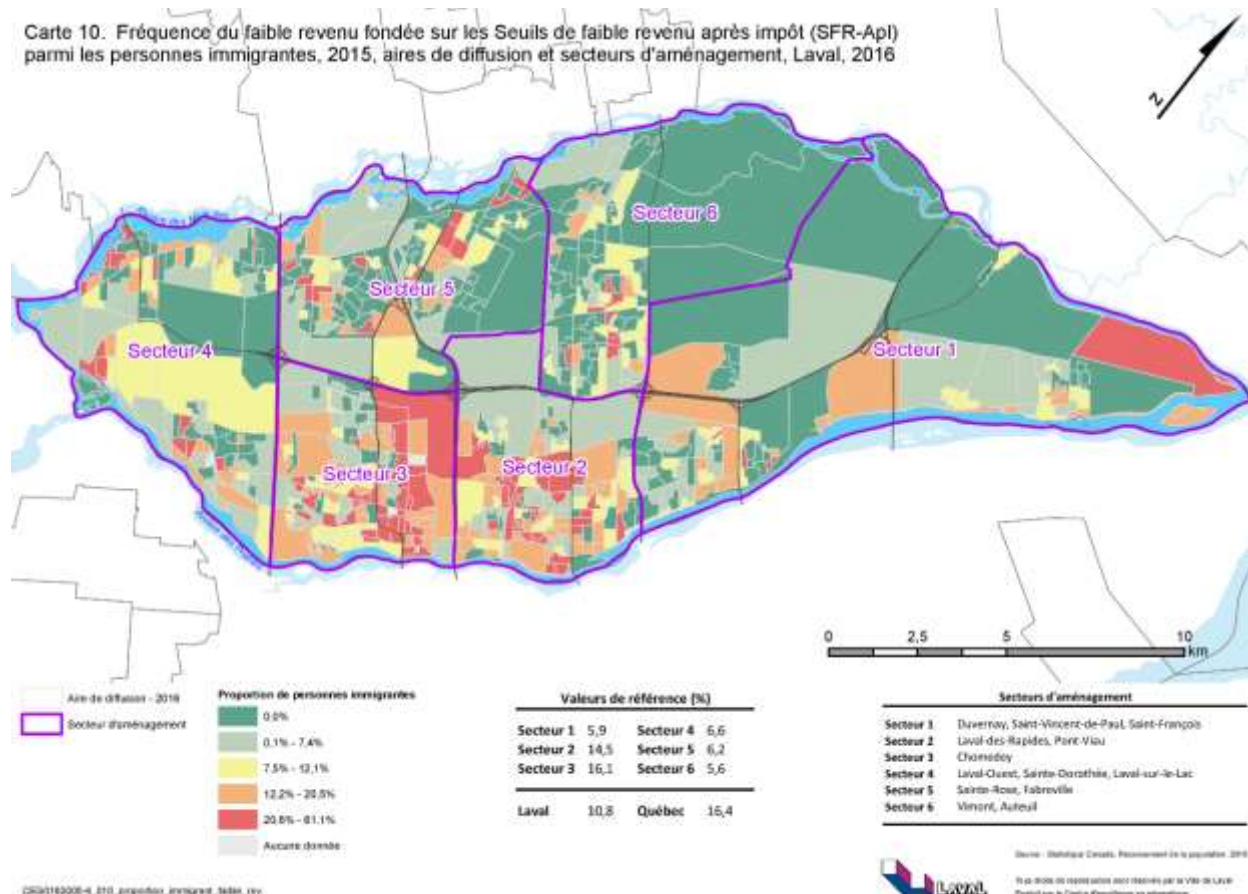 Carte 10. Fréquence du faible revenu fondée sur les Seuils de faible revenu après impôt (SFR-ApI)
parmi les personnes immigrantes, 2015, aires de diffusion et secteurs d'aménagement, Laval, 2016
N
Secteur 6
Secteur 5
Secteur 4
Secteur 1
Secteur 3
Secteur 2
0 2,5 5 10
km
Aire de diffusion - 2016
Secteur d'aménagement
Proportion de personnes immigrantes
0,0%
0,1% - 7,4%
7,5% - 12,1%
12,2% - 20,5%
20,6% - 61,1%
Aucune donnée
Valeurs de référence (%)
Secteur 1 5,9 Secteur 4 6,6
Secteur 2 14,5 Secteur 5 6,2
Secteur 3 16,1 Secteur 6 5,6
Laval 10,8 Québec 16,4
Secteurs d'aménagement
Secteur 1 Duvernay, Saint-Vincent-de-Paul, Saint-François
Secteur 2 Laval-des-Rapides, Pont-Viau
Secteur 3 Chomedey
Secteur 4 Laval-Ouest, Sainte-Dorothée, Laval-sur-le-Lac
Secteur 5 Sainte-Rose, Fabreville
Secteur 6 Vimont, Auteuil
Source : Statistique Canada, Recensement de la population, 2016
LAVAL